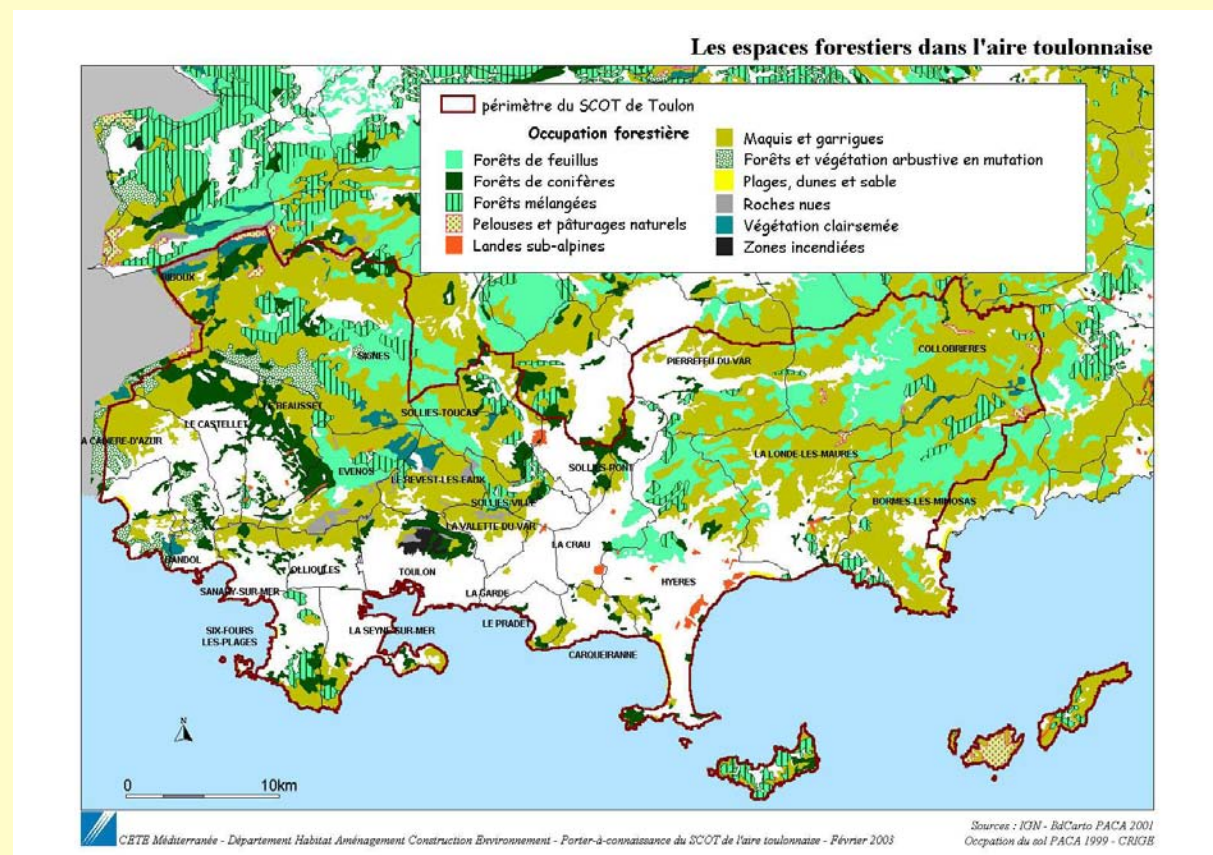 Les espaces forestiers dans l'aire toulonnaise
périmètre du SCOT de Toulon
Occupation forestière
Forêts de feuillus
Forêts de conifères
Forêts mélangées
Pelouses et pâturages naturels
Landes sub-alpines
Maquis et garrigues
Forêts et végétation arbustive en mutation
Plages, dunes et sable
Roches nues
Végétation clairsemée
Zones incendiées
SIGNES
PIERREFEU-DU-VAR
COLLOBRIERES
LE BEAUSSET
LE CASTELLET
SOLLIES-TOUCAS
A CADIERE-D'AZUR
EVENOS
LE REVEST-LES-EAUX
SOLLIES-PONT
LA LONDE-LES-MAURES
SOLLIES-VILLE
BORMES-LES-MIMOSAS
LA VALETTE-DU-VAR
LA CRAU
BANDOL
OLLIOULES
TOULON
HYERES
SANARY-SUR-MER
LA GARDE
LE PRADET
SIX-FOURS
LES-PLAGES
LA SEYNE-SUR-MER
CARQUEIRANNE
N
0 10km
CETE Méditerranée - Département Habitat Aménagement Construction Environnement - Porter-à-connaissance du SCOT de l'aire toulonnaise - Février 2003
Sources : IGN - BdCarto PACA 2001
Occpation du sol PACA 1999 - CRIGE